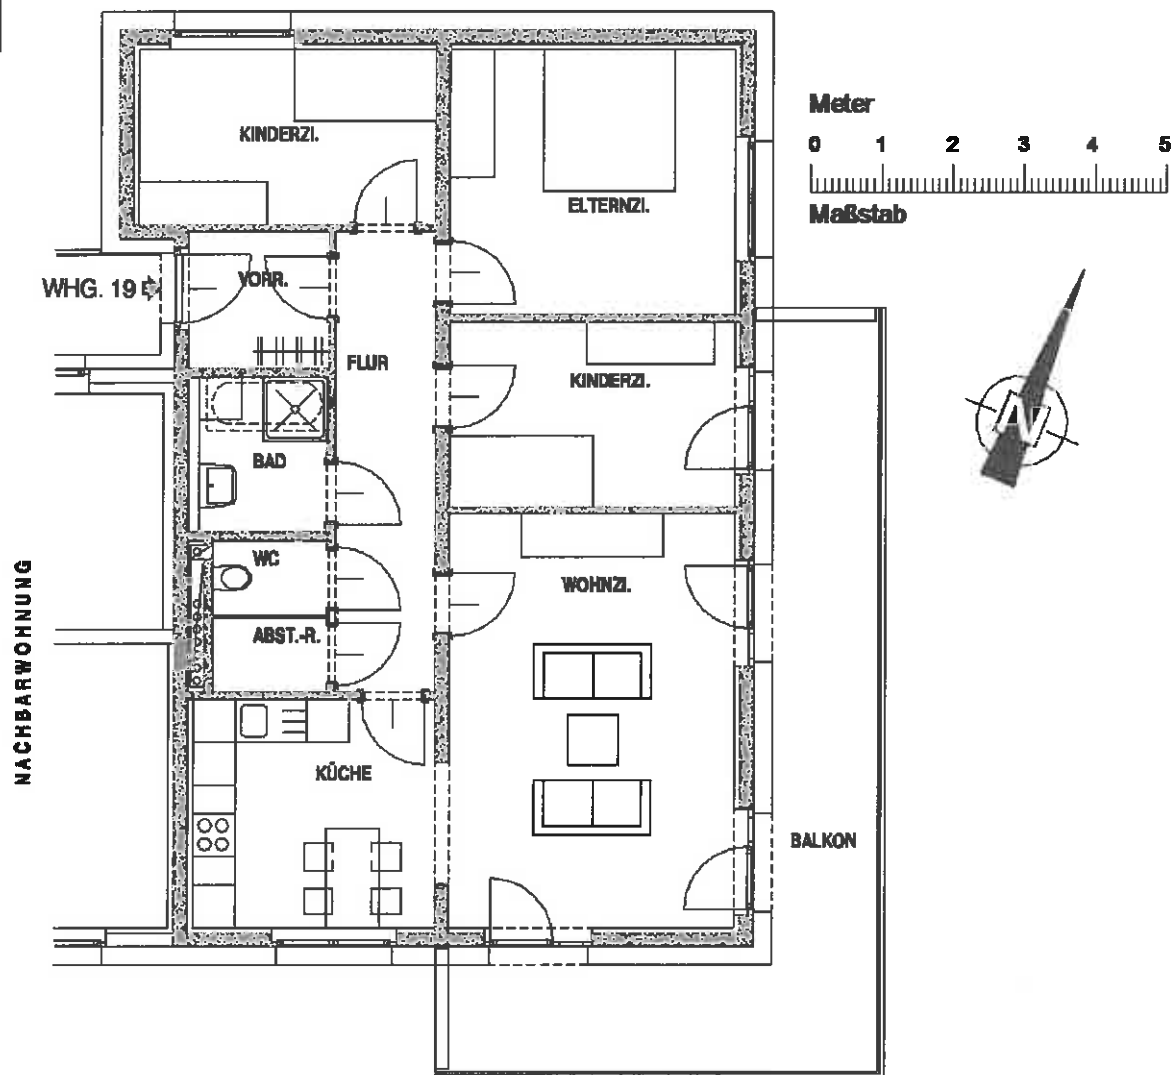 Meter
0 1 2 3 4 5
Maßstab
KINDERZI.
ELTERNZI.
WHG. 19
VORR.
FLUR
KINDERZI.
BAD
N
WC
WOHNZI.
ABST.-R.
NACHBARWOHNUNG
KÜCHE
BALKON